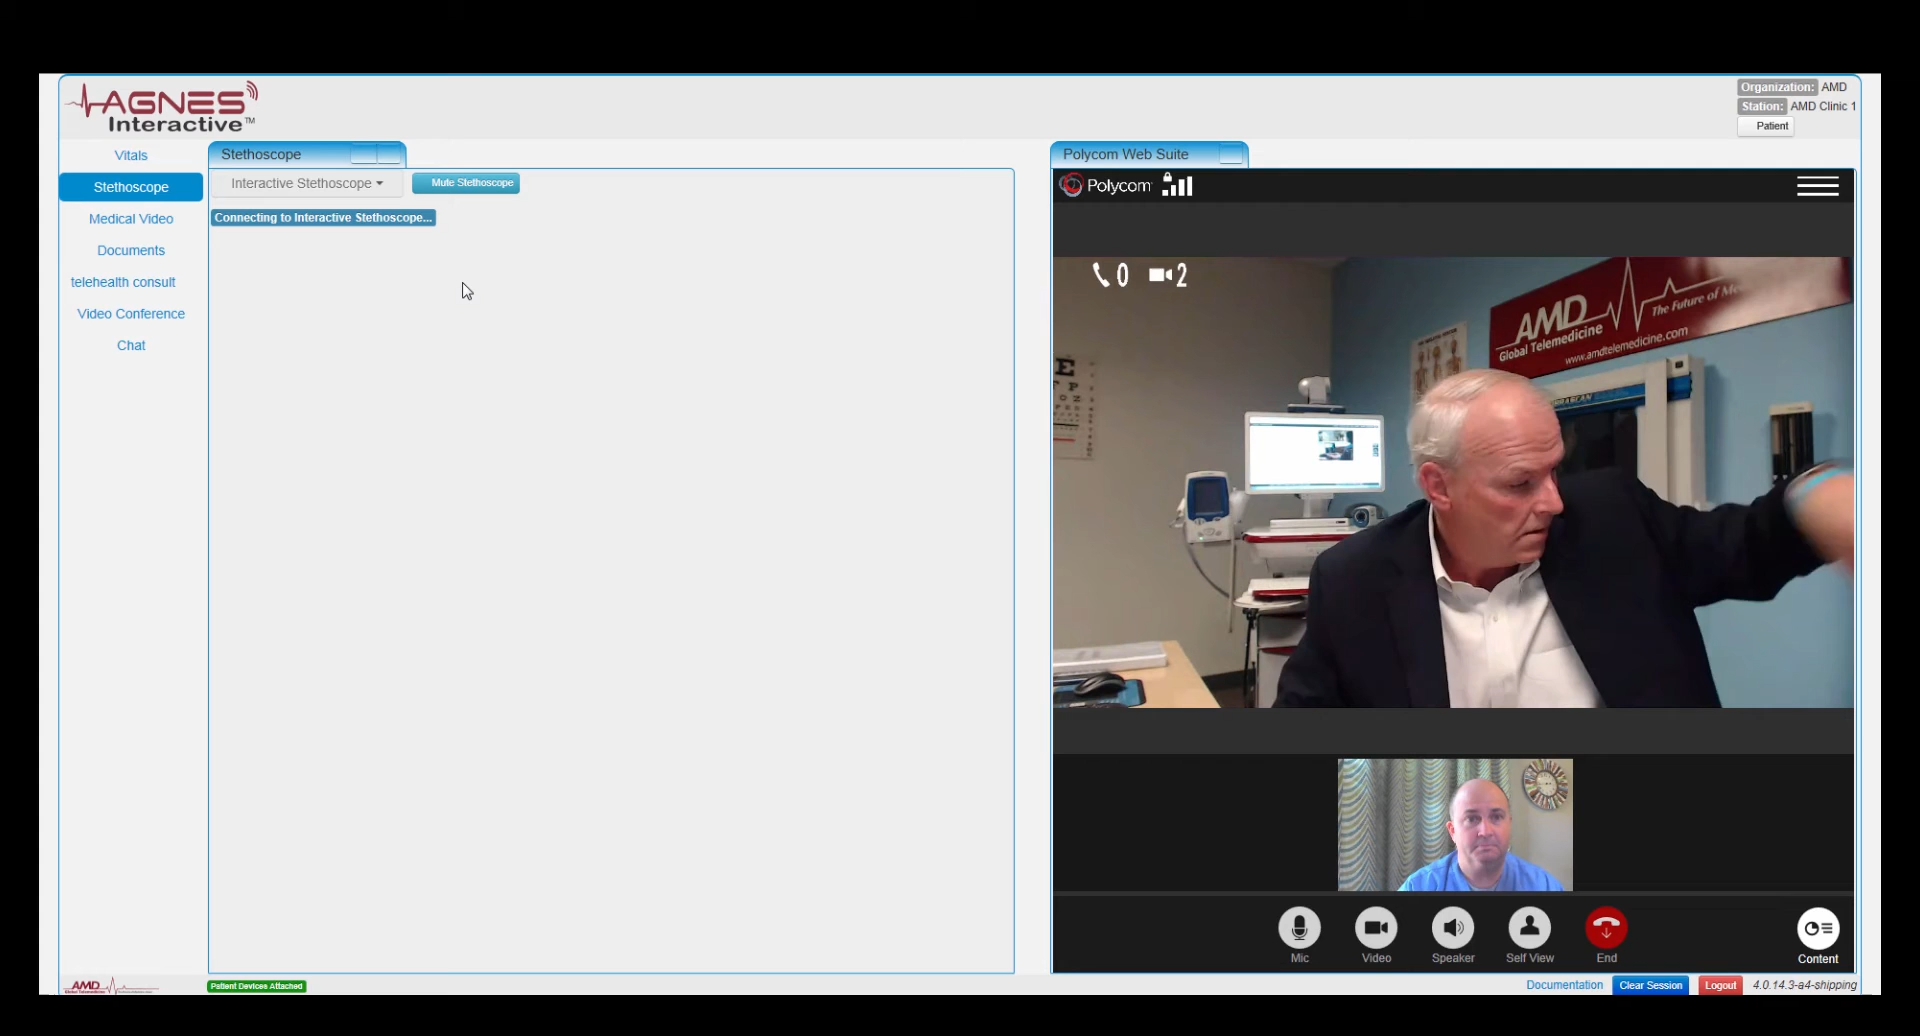 AGNES
Interactive™
Organization: AMD
Station: AMD Clinic 1
Patient
Vitals
Stethoscope
Medical Video
Documents
telehealth consult
Video Conference
Chat
Stethoscope
Interactive Stethoscope
Mute Stethoscope
Connecting to Interactive Stethoscope...
Polycom Web Suite
Polycom
0 2
AMD
Global Telemedicine
The Future of
www.amdtelemedicine.com
E
Mic
Video
Speaker
Self View
End
Content
AMD
Global Telemedicine
Patient Devices Attached
Documentation
Clear Session
Logout
4.0.14.3-a4-shipping